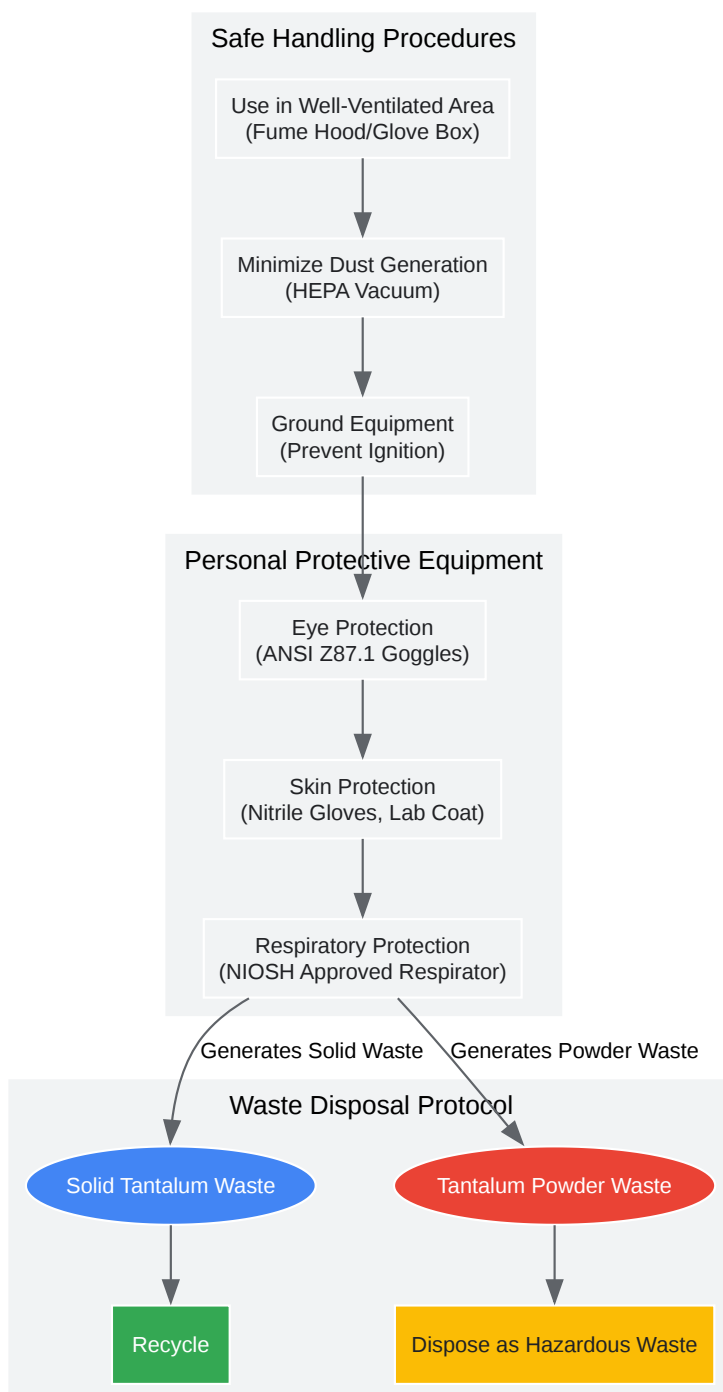 Safe Handling Procedures
Use in Well-Ventilated Area
(Fume Hood/Glove Box)
Minimize Dust Generation
(HEPA Vacuum)
Ground Equipment
(Prevent Ignition)
Personal Protective Equipment
Eye Protection
(ANSI Z87.1 Goggles)
Skin Protection
(Nitrile Gloves, Lab Coat)
Respiratory Protection
(NIOSH Approved Respirator)
Generates Solid Waste
Generates Powder Waste
Waste Disposal Protocol
Solid Tantalum Waste
Tantalum Powder Waste
Recycle
Dispose as Hazardous Waste